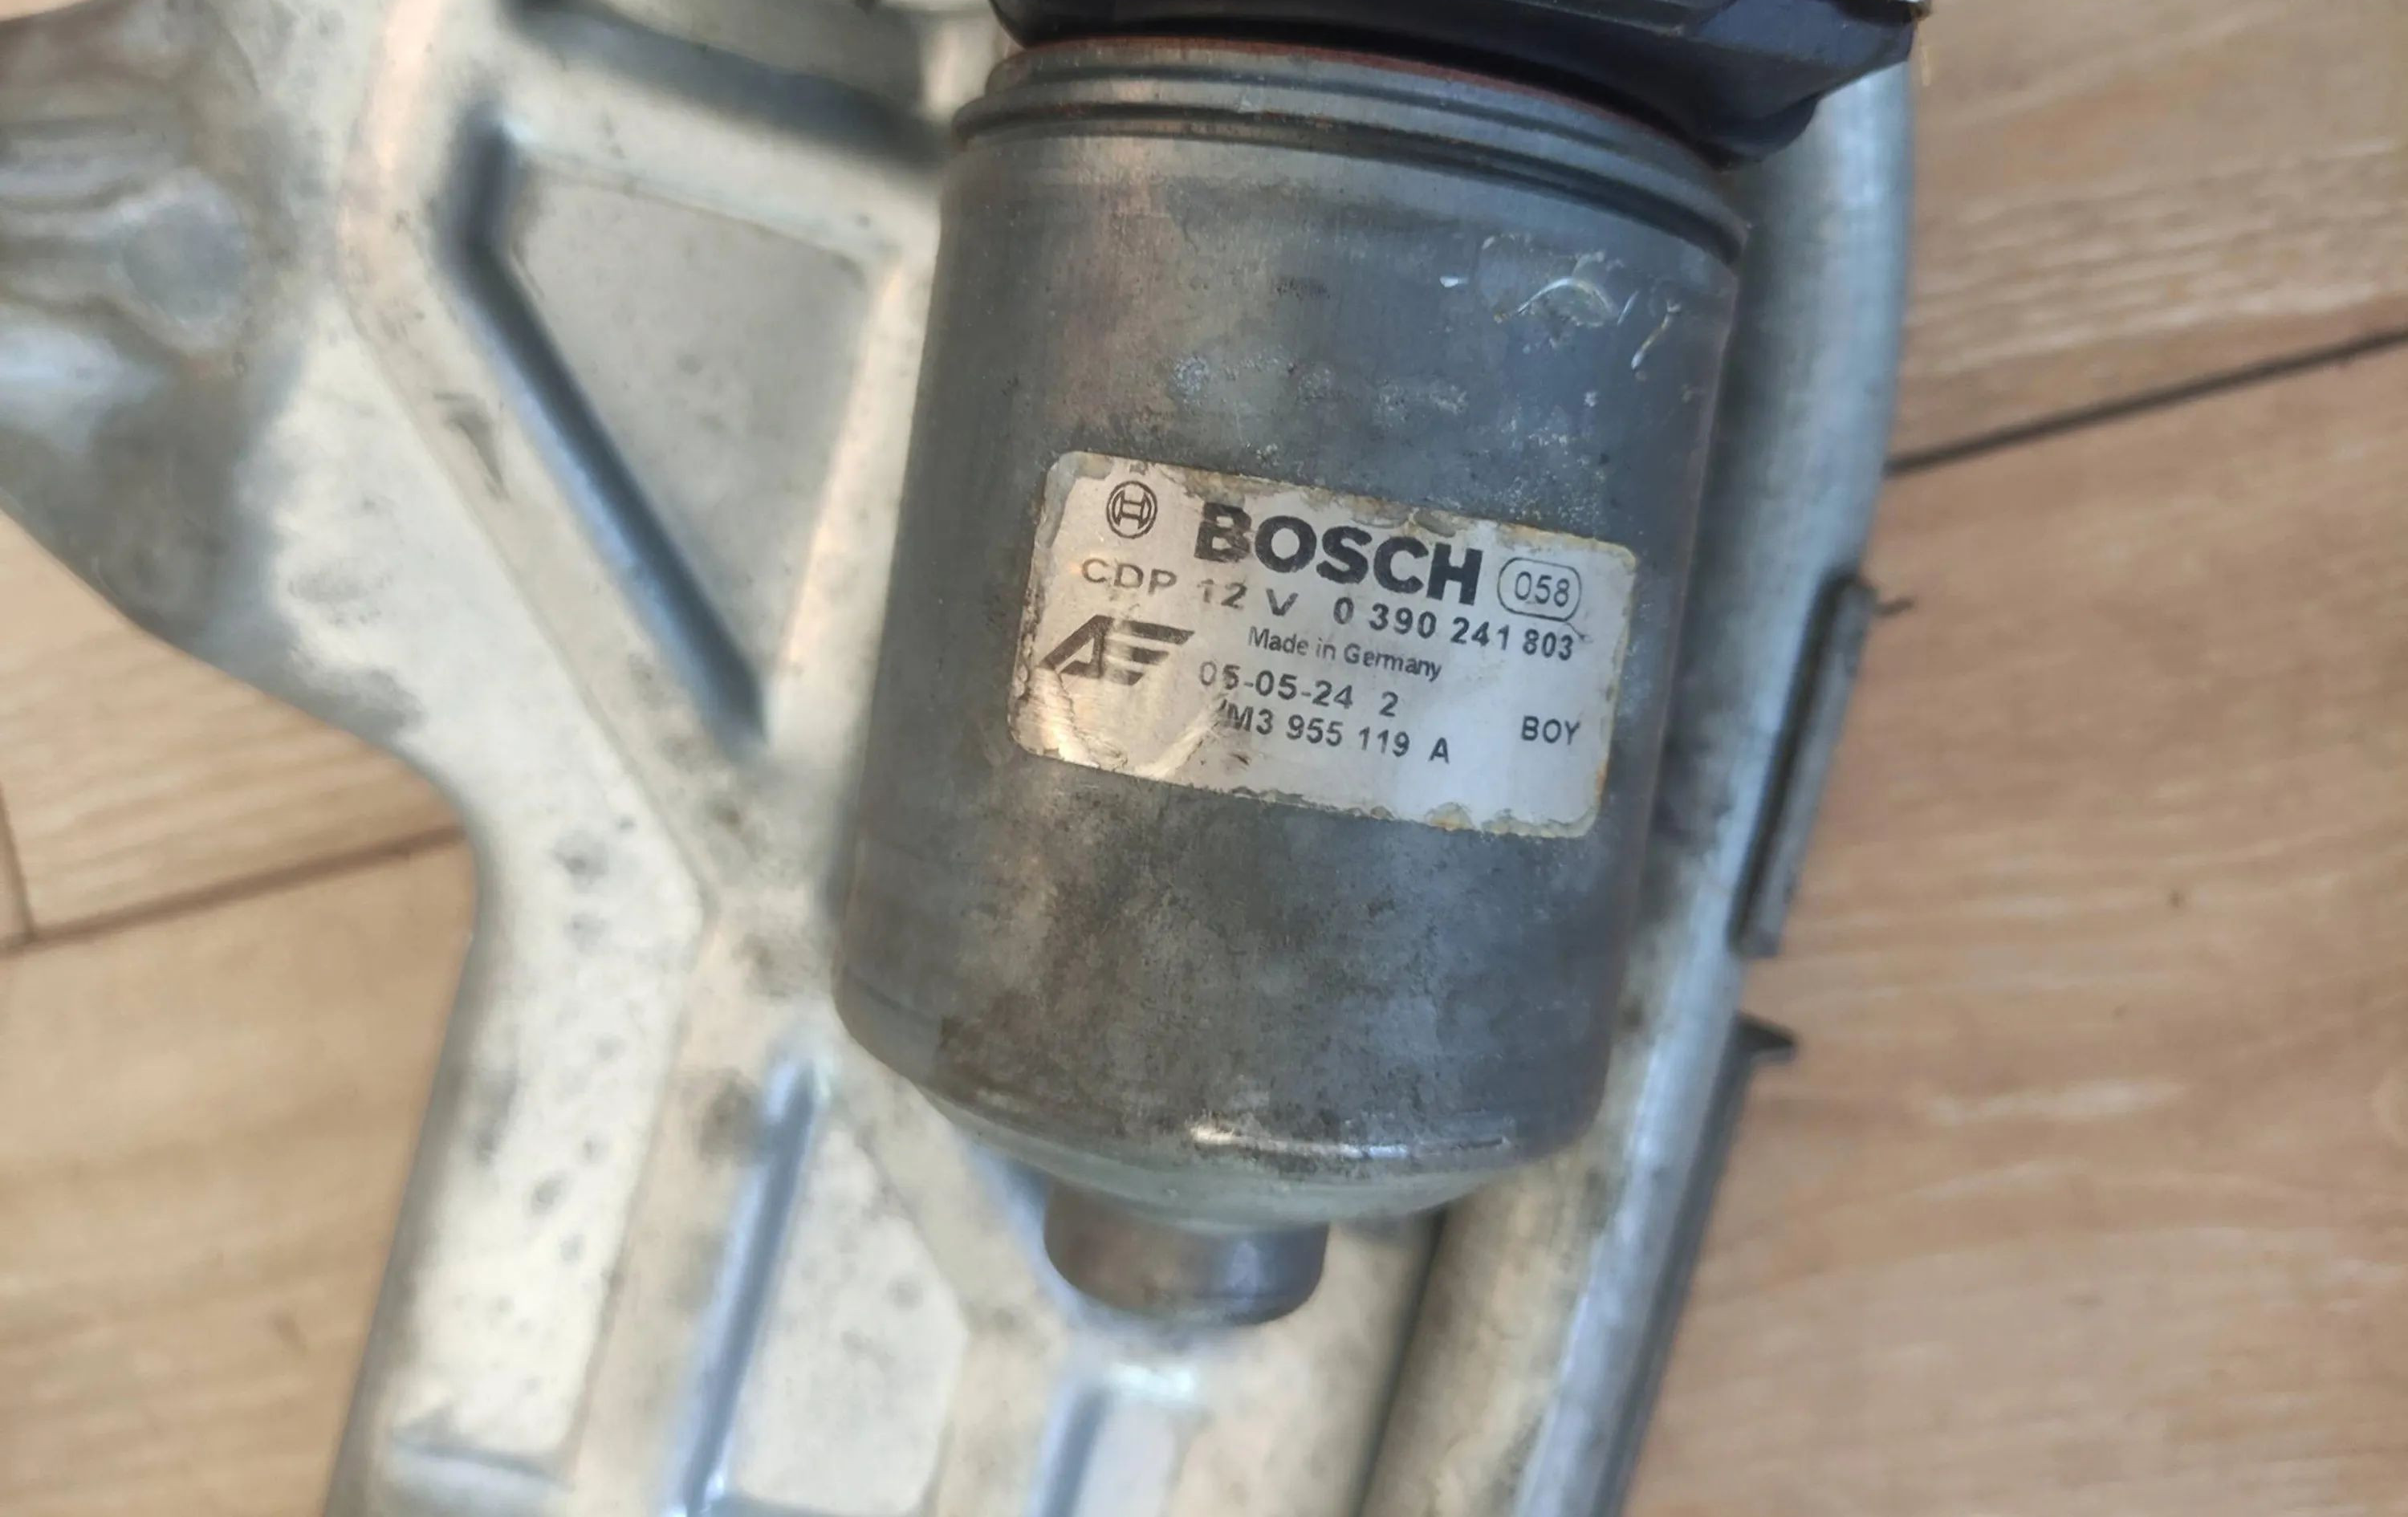 BOSCH 058
CDP 12 V 0 390 241 803
Made in Germany
05-05-24 2
M3 955 119 A BOY